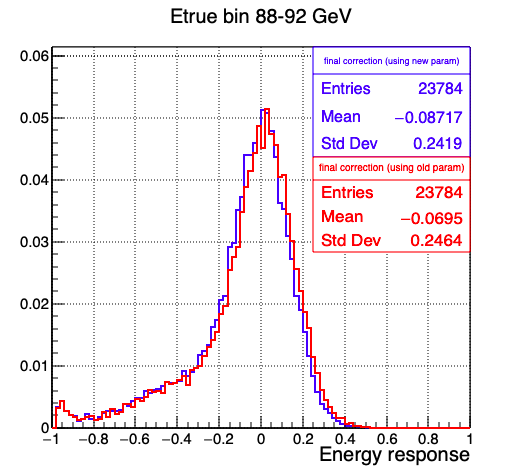 Etrue bin 88-92 GeV
0.06
0.05
0.04
0.03
0.02
0.01
0
final correction (using new param)
Entries 23784
Mean −0.08717
Std Dev 0.2419
final correction (using old param)
Entries 23784
Mean −0.0695
Std Dev 0.2464
−1 −0.8 −0.6 −0.4 −0.2 0 0.2 0.4 0.6 0.8 1
Energy response